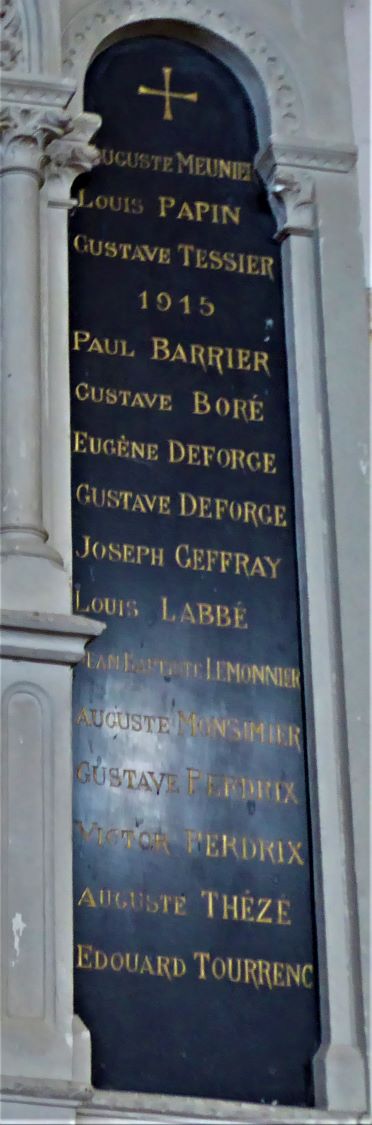 AUGUSTE MEUNIER
LOUIS PAPIN
GUSTAVE TESSIER
1915
PAUL BARRIER
GUSTAVE BORÉ
EUGÈNE DEFORGE
GUSTAVE DEFORGE
JOSEPH GEFFRAY
LOUIS LABBÉ
JEAN BAPTISTE LEMONNIER
AUGUSTE MONSIMIER
GUSTAVE PERDRIX
VICTOR PERDRIX
AUGUSTE THÉZÉ
EDOUARD TOURRENC